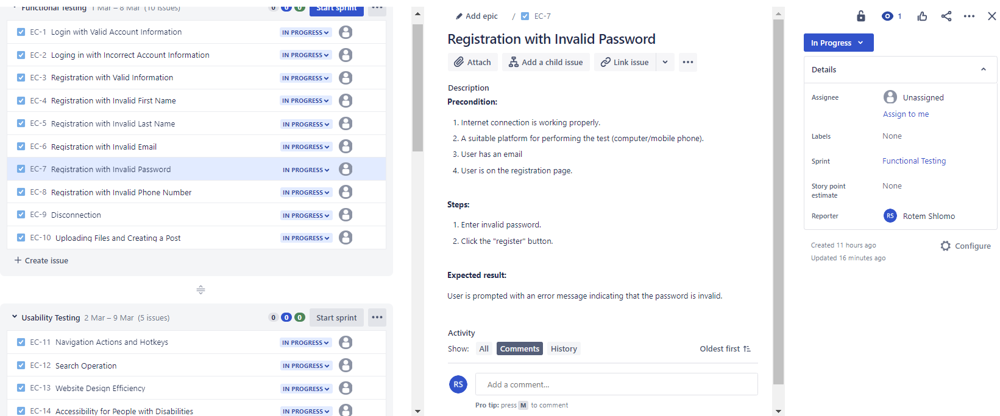 Functional Testing 1 Mar – 8 Mar (10 issues) 0 0 0 Start sprint
EC-1 Login with Valid Account Information IN PROGRESS
EC-2 Loging in with Incorrect Account Information IN PROGRESS
EC-3 Registration with Valid Information IN PROGRESS
EC-4 Registration with Invalid First Name IN PROGRESS
EC-5 Registration with Invalid Last Name IN PROGRESS
EC-6 Registration with Invalid Email IN PROGRESS
EC-7 Registration with Invalid Password IN PROGRESS
EC-8 Registration with Invalid Phone Number IN PROGRESS
EC-9 Disconnection IN PROGRESS
EC-10 Uploading Files and Creating a Post IN PROGRESS
+ Create issue
Usability Testing 2 Mar – 9 Mar (5 issues) 0 0 0 Start sprint
EC-11 Navigation Actions and Hotkeys IN PROGRESS
EC-12 Search Operation IN PROGRESS
EC-13 Website Design Efficiency IN PROGRESS
EC-14 Accessibility for People with Disabilities IN PROGRESS
Add epic / EC-7
Registration with Invalid Password
Attach Add a child issue Link issue
Description
Precondition:
1. Internet connection is working properly.
2. A suitable platform for performing the test (computer/mobile phone).
3. User has an email
4. User is on the registration page.
Steps:
1. Enter invalid password.
2. Click the "register" button.
Expected result:
User is prompted with an error message indicating that the password is invalid.
Activity
Show: All Comments History Oldest first
RS Add a comment...
Pro tip: press M to comment
1
In Progress
Details
Assignee Unassigned
Assign to me
Labels None
Sprint Functional Testing
Story point estimate None
Reporter RS Rotem Shlomo
Created 11 hours ago Configure
Updated 16 minutes ago